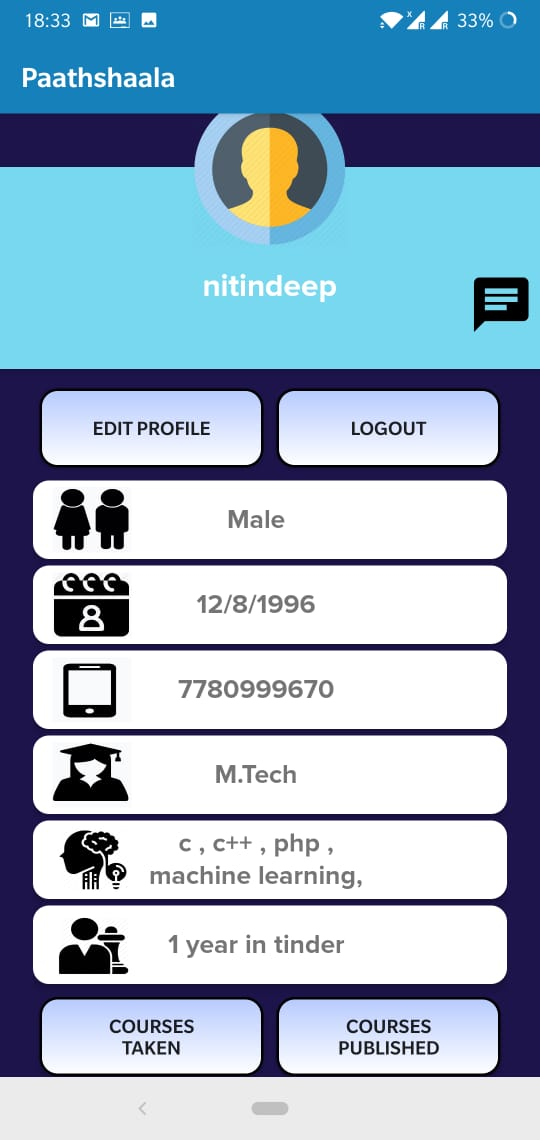 18:33 33%
Paathshaala
nitindeep
EDIT PROFILE LOGOUT
Male
12/8/1996
7780999670
M.Tech
c , c++ , php ,
machine learning,
1 year in tinder
COURSES COURSES
TAKEN PUBLISHED